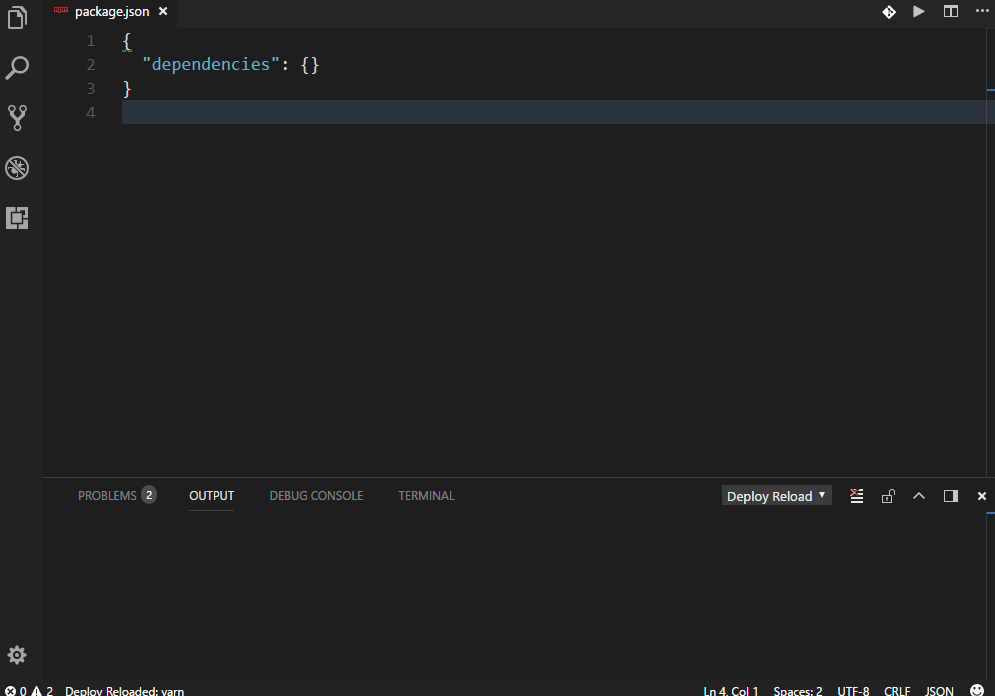 package.json
1 {
2 "dependencies": {}
3 }
4
PROBLEMS 2 OUTPUT DEBUG CONSOLE TERMINAL Deploy Reload
0 2 Deploy Reloaded: yarn Ln 4, Col 1 Spaces: 2 UTF-8 CRLF JSON